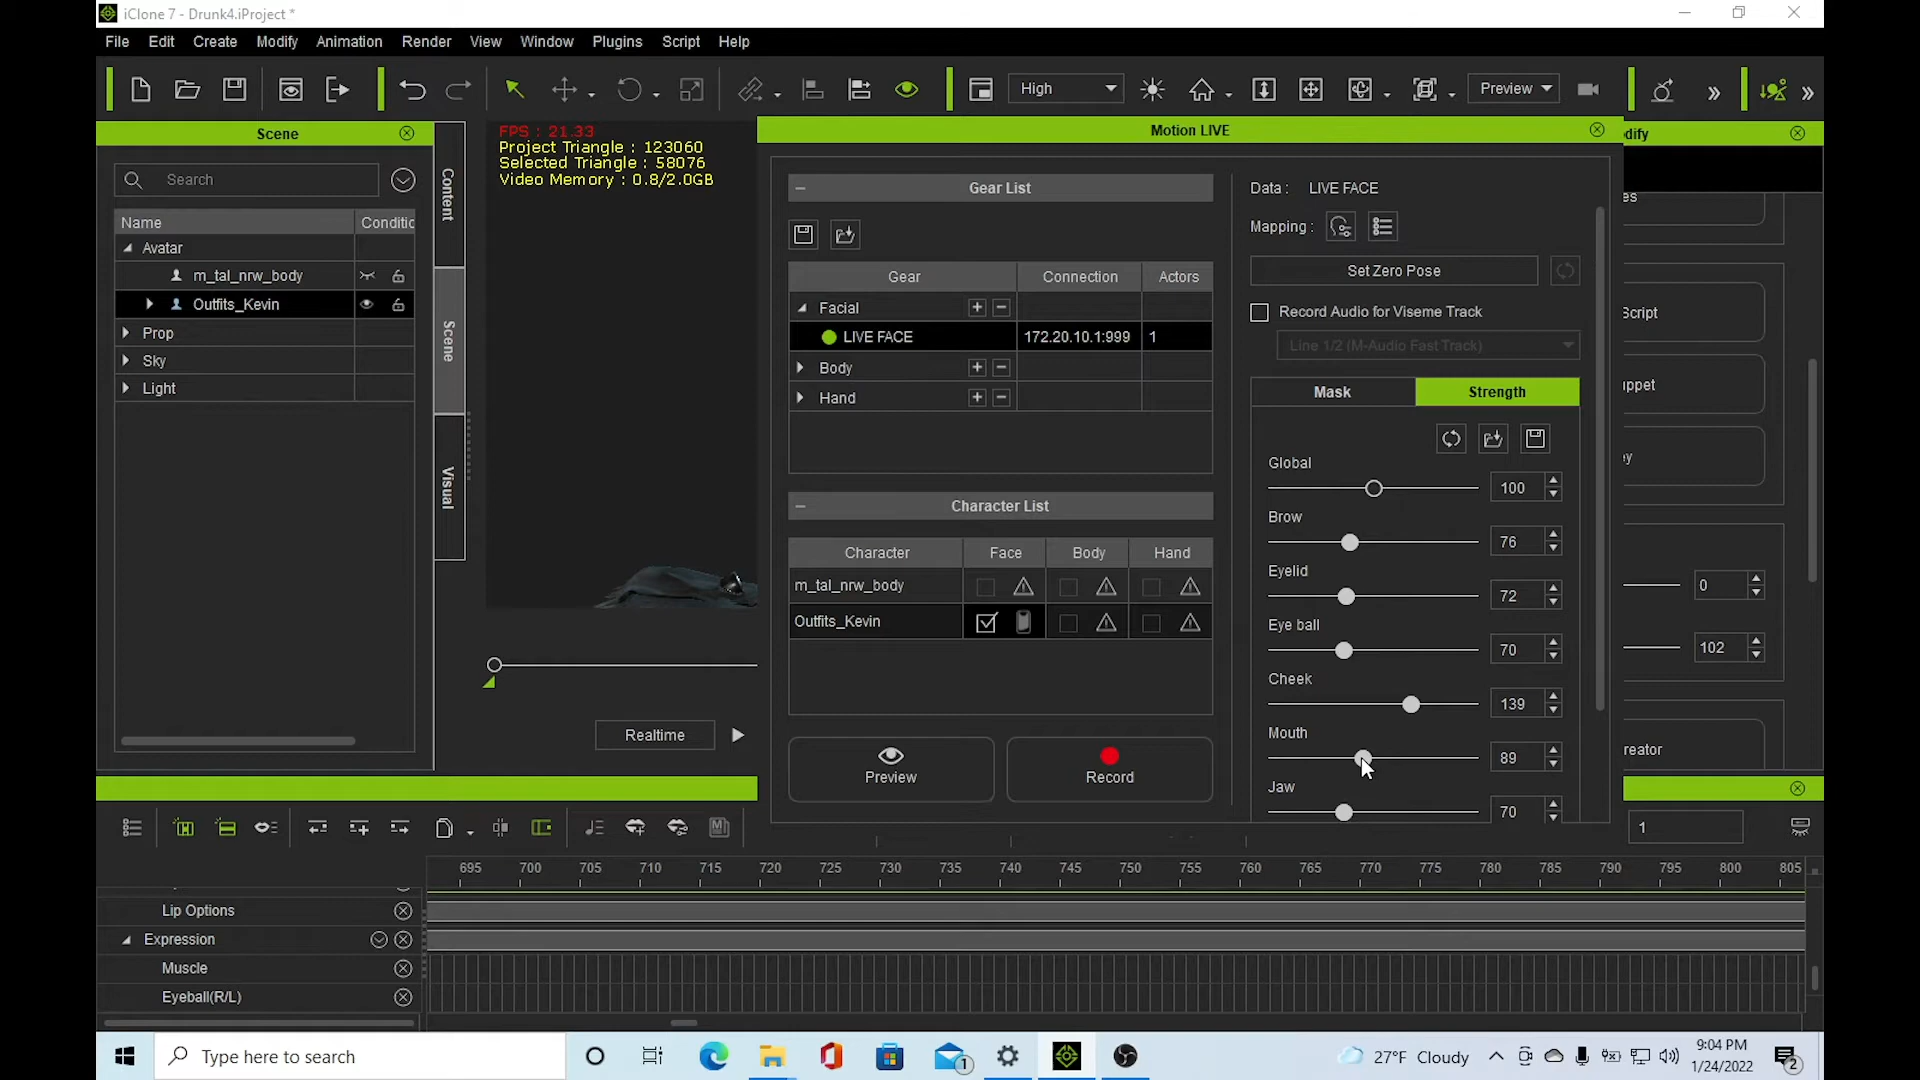 iClone 7 - Drunk4.iProject *
File Edit Create Modify Animation Render View Window Plugins Script Help
High
Preview
Scene
Search
Name
Conditic
Avatar
m_tal_nrw_body
Outfits_Kevin
Prop
Sky
Light
Content
Scene
Visual
FPS : 21.33
Project Triangle : 123060
Selected Triangle : 58076
Video Memory : 0.8/2.0GB
Realtime
Motion LIVE
Gear List
Gear Connection Actors
Facial
LIVE FACE 172.20.10.1:999 1
Body
Hand
Character List
Character Face Body Hand
m_tal_nrw_body
Outfits_Kevin
Preview
Record
Data : LIVE FACE
Mapping :
Set Zero Pose
Record Audio for Viseme Track
Line 1/2 (M-Audio Fast Track)
Mask Strength
Global
100
Brow
76
Eyelid
72
Eye ball
70
Cheek
139
Mouth
89
Jaw
70
dify
es
Script
ppet
ey
0
102
reator
1
695 700 705 710 715 720 725 730 735 740 745 750 755 760 765 770 775 780 785 790 795 800 805
Lip Options
Expression
Muscle
Eyeball(R/L)
Type here to search
1
27°F Cloudy
9:04 PM
1/24/2022
2